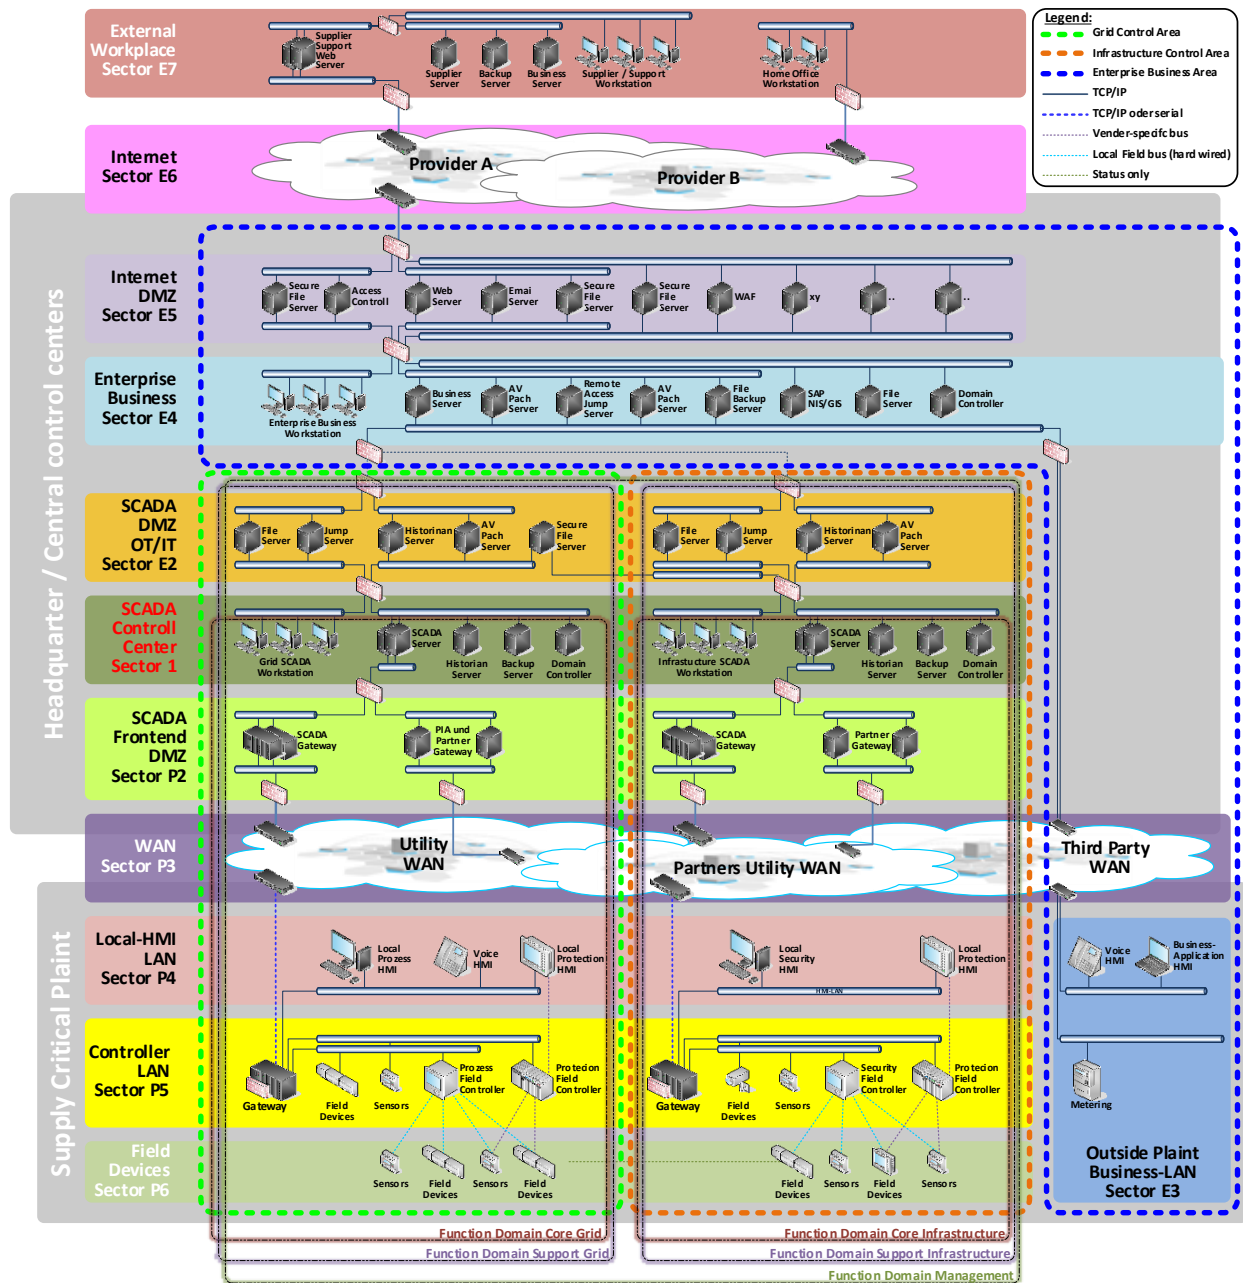 External
Workplace
Sector E7
Supplier
Support
Web
Server
Supplier
Server
Backup
Server
Business
Server
Supplier / Support
Workstation
Home Office
Workstation
Legend:
Grid Control Area
Infrastructure Control Area
Enterprise Business Area
TCP/IP
TCP/IP oder serial
Vender-specifc bus
Local Field bus (hard wired)
Status only
Internet
Sector E6
Provider A
Provider B
Headquarter / Central control centers
Internet
DMZ
Sector E5
Secure
File
Server
Access
Controll
Web
Server
Emai
Server
Secure
File
Server
Secure
File
Server
WAF
xy
..
..
Enterprise
Business
Sector E4
Enterprise Business
Workstation
Business
Server
AV
Pach
Server
Remote
Access
Jump
Server
AV
Pach
Server
File
Backup
Server
SAP
NIS/GIS
File
Server
Domain
Controller
SCADA
DMZ
OT/IT
Sector E2
File
Server
Jump
Server
Historinan
Server
AV
Pach
Server
Secure
File
Server
File
Server
Jump
Server
Historinan
Server
AV
Pach
Server
SCADA
Controll
Center
Sector 1
Grid SCADA
Workstation
SCADA
Server
Historian
Server
Backup
Server
Domain
Controller
Infrastucture SCADA
Workstation
SCADA
Server
Historian
Server
Backup
Server
Domain
Controller
SCADA
Frontend
DMZ
Sector P2
SCADA
Gateway
PIA und
Partner
Gateway
SCADA
Gateway
Partner
Gateway
WAN
Sector P3
Utility
WAN
Partners Utility WAN
Third Party
WAN
Supply Critical Plaint
Local-HMI
LAN
Sector P4
Local
Prozess
HMI
Voice
HMI
Local
Protection
HMI
Local
Security
HMI
Local
Protection
HMI
HMI-LAN
Voice
HMI
Business-
Application
HMI
Controller
LAN
Sector P5
Gateway
Field
Devices
Sensors
Prozess
Field
Controller
Protecion
Field
Controller
Gateway
Field
Devices
Sensors
Security
Field
Controller
Protecion
Field
Controller
Metering
Field
Devices
Sector P6
Sensors
Field
Devices
Sensors
Field
Devices
Field
Devices
Sensors
Field
Devices
Sensors
Outside Plaint
Business-LAN
Sector E3
Function Domain Core Grid
Function Domain Core Infrastructure
Function Domain Support Grid
Function Domain Support Infrastructure
Function Domain Management